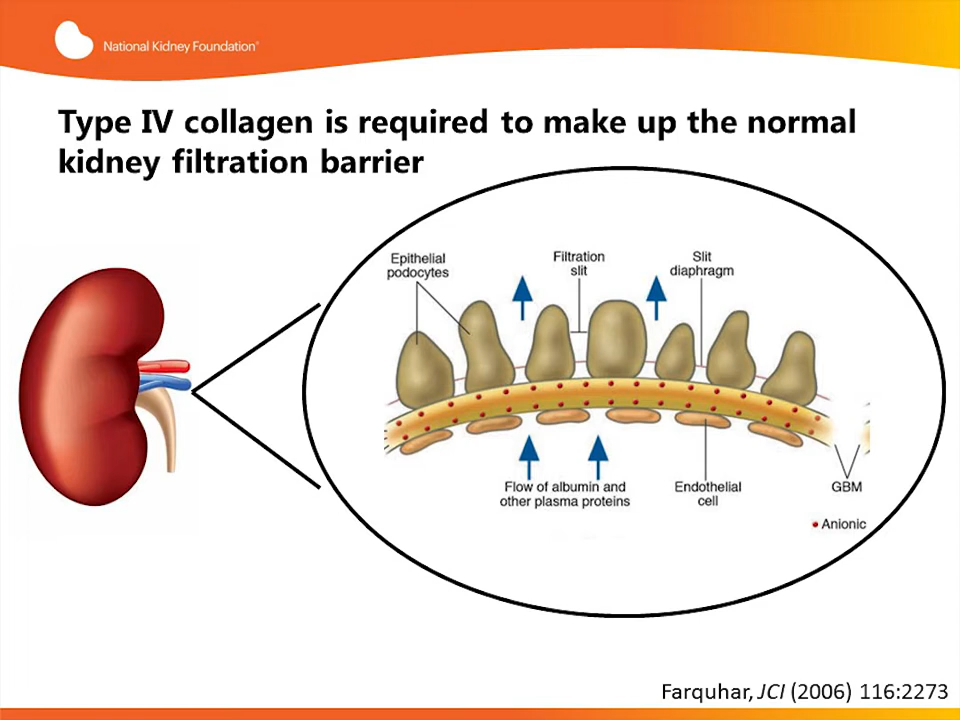 National Kidney Foundation®
Type IV collagen is required to make up the normal
kidney filtration barrier
Epithelial
podocytes
Filtration
slit
Slit
diaphragm
Flow of albumin and
other plasma proteins
Endothelial
cell
GBM
Anionic
Farquhar, JCI (2006) 116:2273